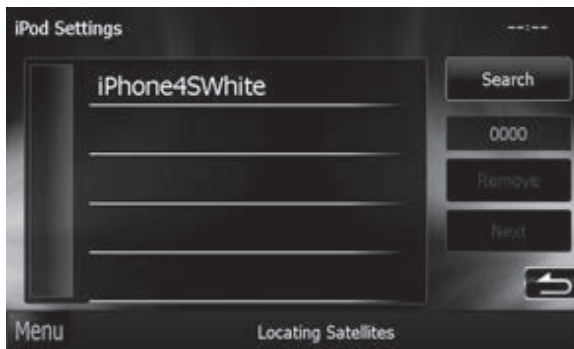 iPod Settings
--:--
iPhone4SWhite
Search
0000
Remove
Next
Menu
Locating Satellites